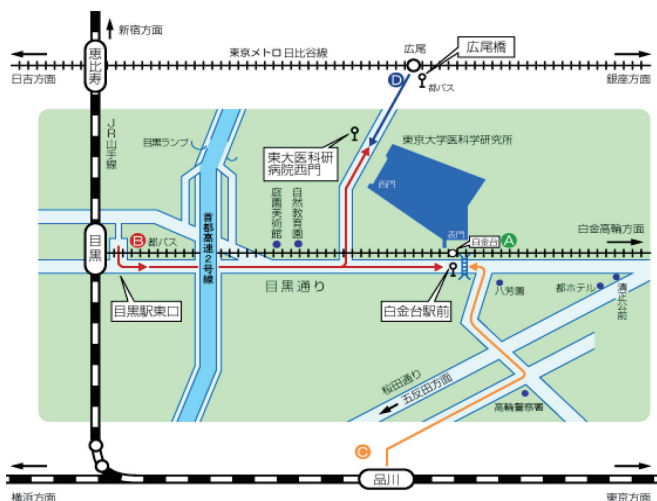 新宿方面
恵比寿
東京メトロ日比谷線
広尾
広尾橋
日吉方面
銀座方面
D
都バス
JR山手線
目黒ランプ
東大医科研
病院西門
東京大学医科学研究所
西門
庭園美術館
自然教育園
首都高速2号線
正門
白金台
A
白金高輪方面
目黒
B
都バス
目黒通り
目黒駅東口
白金台駅前
八芳園
都ホテル
清正公前
桜田通り
五反田方面
高輪警察署
C
品川
横浜方面
東京方面